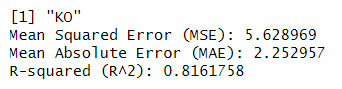 [1] "KO"
Mean Squared Error (MSE): 5.628969
Mean Absolute Error (MAE): 2.252957
R-squared (R^2): 0.8161758